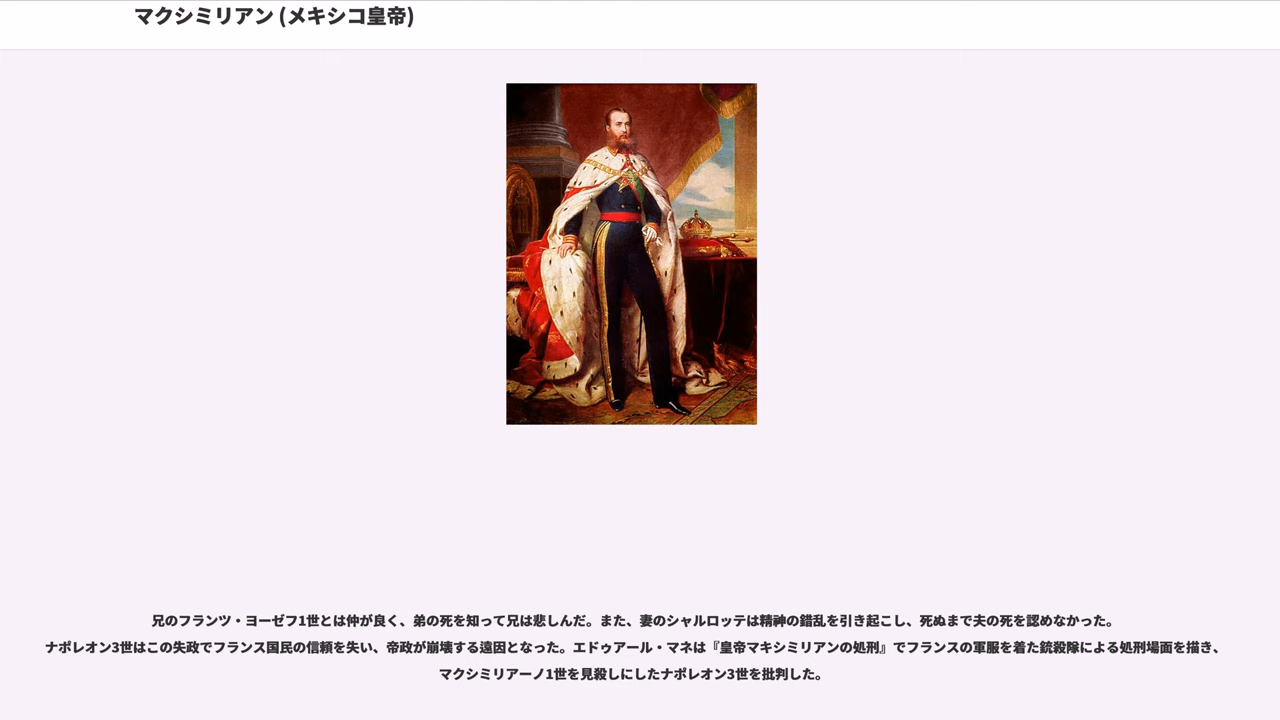 マクシミリアン (メキシコ皇帝)
兄のフランツ・ヨーゼフ1世とは仲が良く、弟の死を知って兄は悲しんだ。また、妻のシャルロッテは精神の錯乱を引き起こし、死ぬまで夫の死を認めなかった。
ナポレオン3世はこの失政でフランス国民の信頼を失い、帝政が崩壊する遠因となった。エドゥアール・マネは『皇帝マキシミリアンの処刑』でフランスの軍服を着た銃殺隊による処刑場面を描き、
マクシミリアーノ1世を見殺しにしたナポレオン3世を批判した。